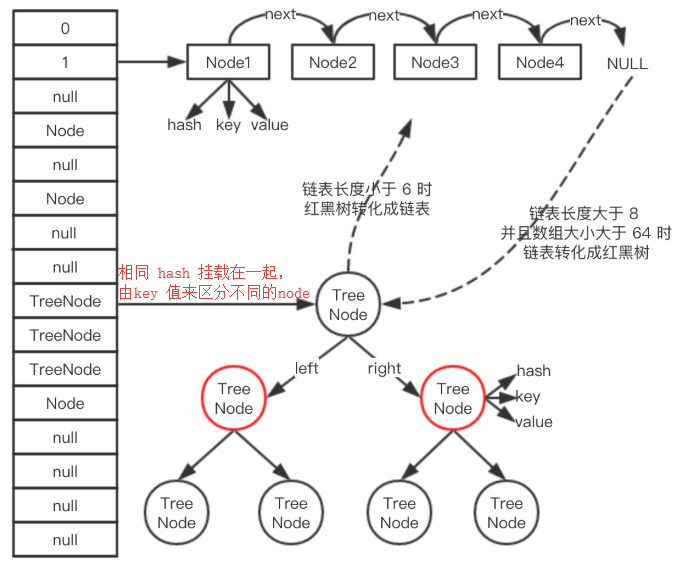 0
1
null
Node
null
Node
null
null
TreeNode
TreeNode
TreeNode
Node
null
null
null
null
next
next
next
next
Node1
Node2
Node3
Node4
NULL
hash
key
value
链表长度小于 6 时
红黑树转化成链表
链表长度大于 8
并且数组大小大于 64 时
链表转化成红黑树
相同 hash 挂载在一起，
由key 值来区分不同的node
Tree
Node
left
right
Tree
Node
Tree
Node
hash
key
value
Tree
Node
Tree
Node
Tree
Node
Tree
Node